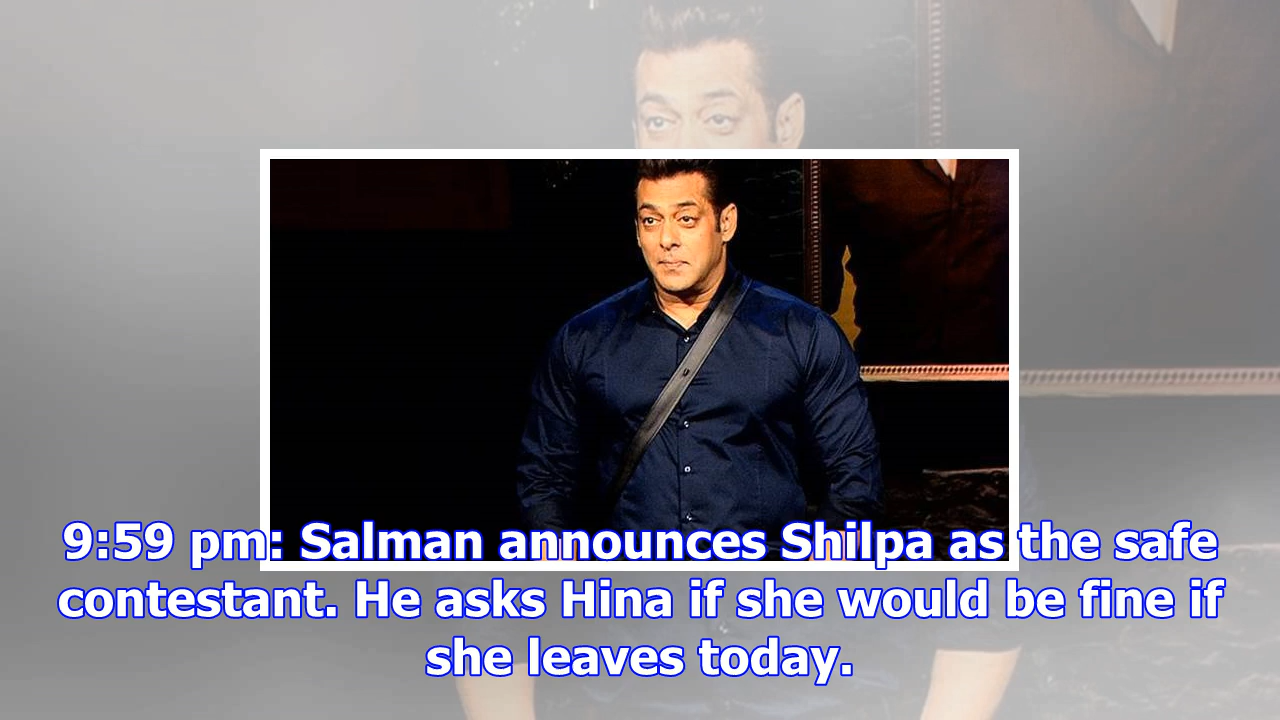 9:59 pm: Salman announces Shilpa as the safe
contestant. He asks Hina if she would be fine if
she leaves today.